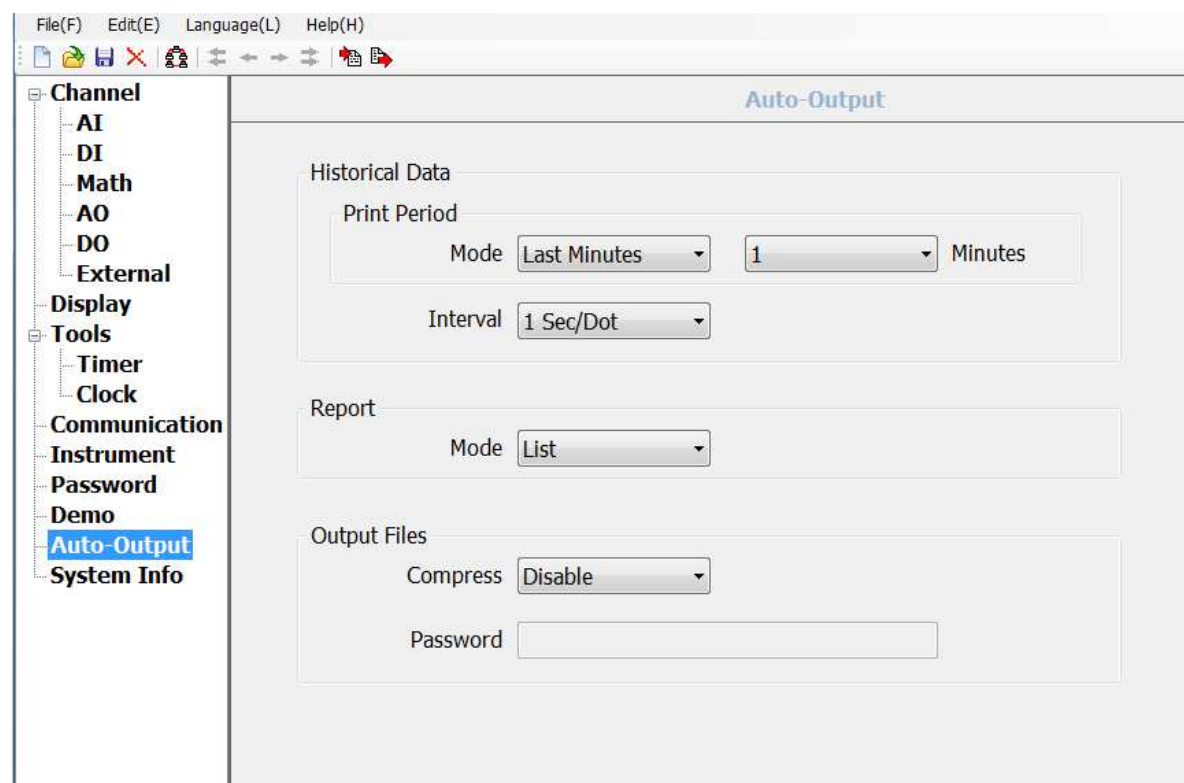 File(F) Edit(E) Language(L) Help(H)
Channel
AI
DI
Math
AO
DO
External
Display
Tools
Timer
Clock
Communication
Instrument
Password
Demo
Auto-Output
System Info
Auto-Output
Historical Data
Print Period
Mode Last Minutes 1 Minutes
Interval 1 Sec/Dot
Report
Mode List
Output Files
Compress Disable
Password